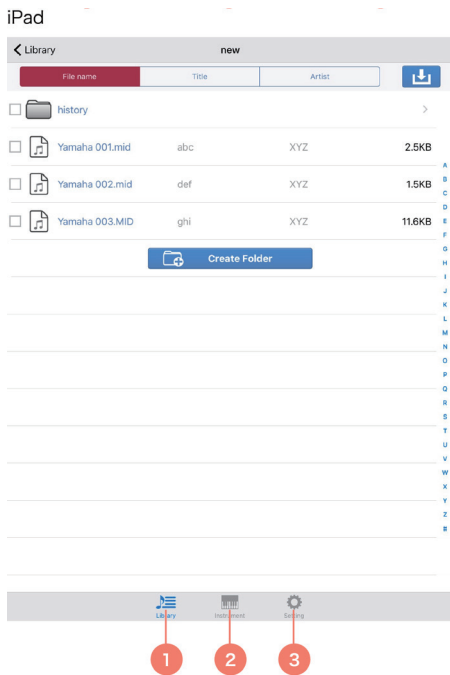 iPad
Library new
File name Title Artist
history
Yamaha 001.mid abc XYZ 2.5KB
Yamaha 002.mid def XYZ 1.5KB
Yamaha 003.MID ghi XYZ 11.6KB
Create Folder
A
B
C
D
E
F
G
H
I
J
K
L
M
N
O
P
Q
R
S
T
U
V
W
X
Y
Z
#
Library Instrument Setting
1 2 3